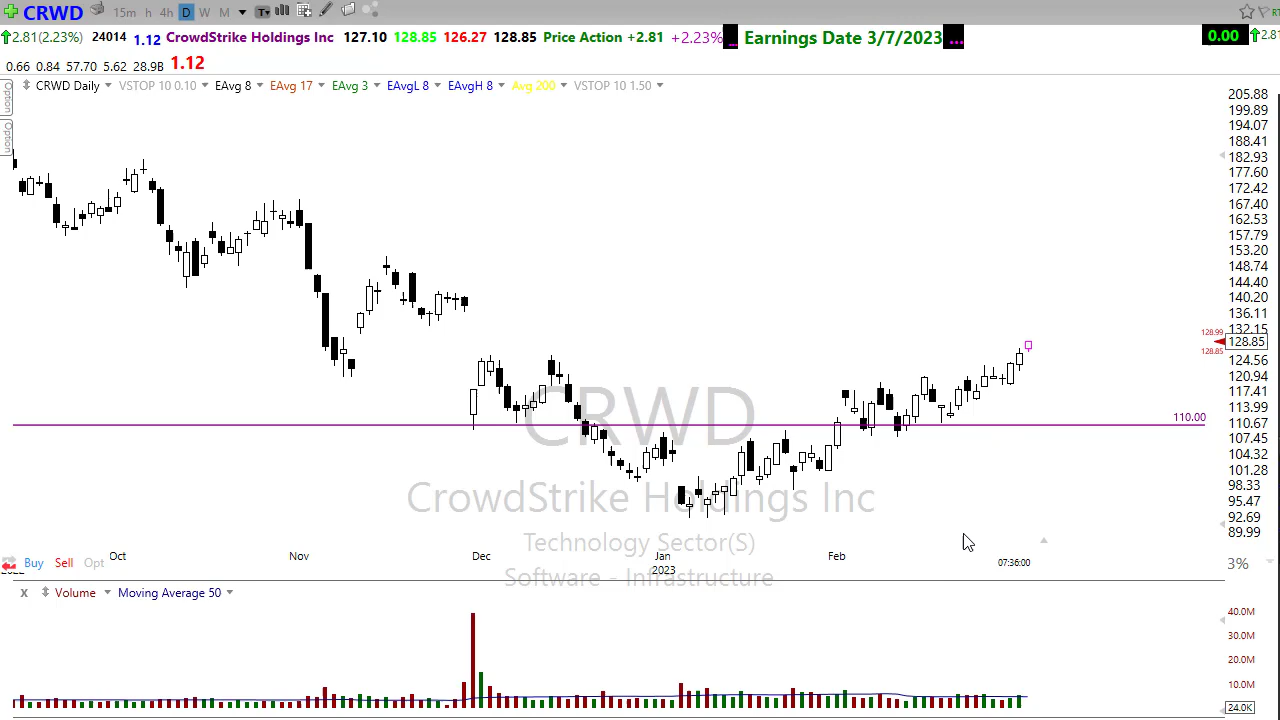 CRWD 15m h 4h D W M
2.81(2.23%) 24014 1.12 CrowdStrike Holdings Inc 127.10 128.85 126.27 128.85 Price Action +2.81 +2.23% ... Earnings Date 3/7/2023 ... 0.00
0.66 0.84 57.70 5.62 28.98 1.12
Option
Option
CRWD Daily VSTOP 10 0.10 EAvg 8 EAvg 17 EAvg 3 EAvgL 8 EAvgH 8 Avg 200 VSTOP 10 1.50
205.88
199.89
194.07
188.41
182.93
177.60
172.42
167.40
162.53
157.79
153.20
148.74
144.40
140.20
136.11
132.15
128.99
128.85
128.85
124.56
120.94
117.41
113.99
110.00
110.67
107.45
104.32
101.28
98.33
95.47
92.69
89.99
CRWD
CrowdStrike Holdings Inc
Technology Sector(S)
Software - Infrastructure
Oct Nov Dec Jan Feb
2023
07:36:00
Buy Sell Opt
3%
x Volume Moving Average 50
40.0M
30.0M
20.0M
10.0M
24.0K